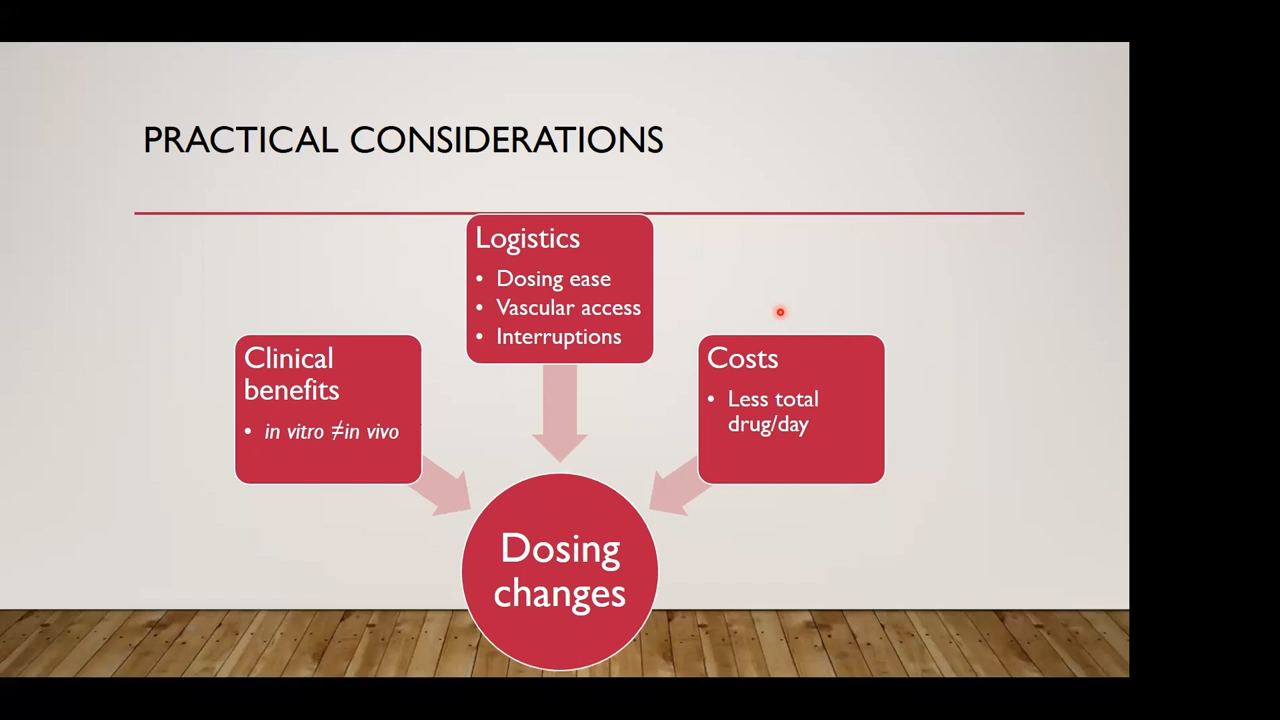 PRACTICAL CONSIDERATIONS
Logistics
• Dosing ease
• Vascular access
• Interruptions
Clinical
benefits
• in vitro ≠in vivo
Costs
• Less total
drug/day
Dosing
changes